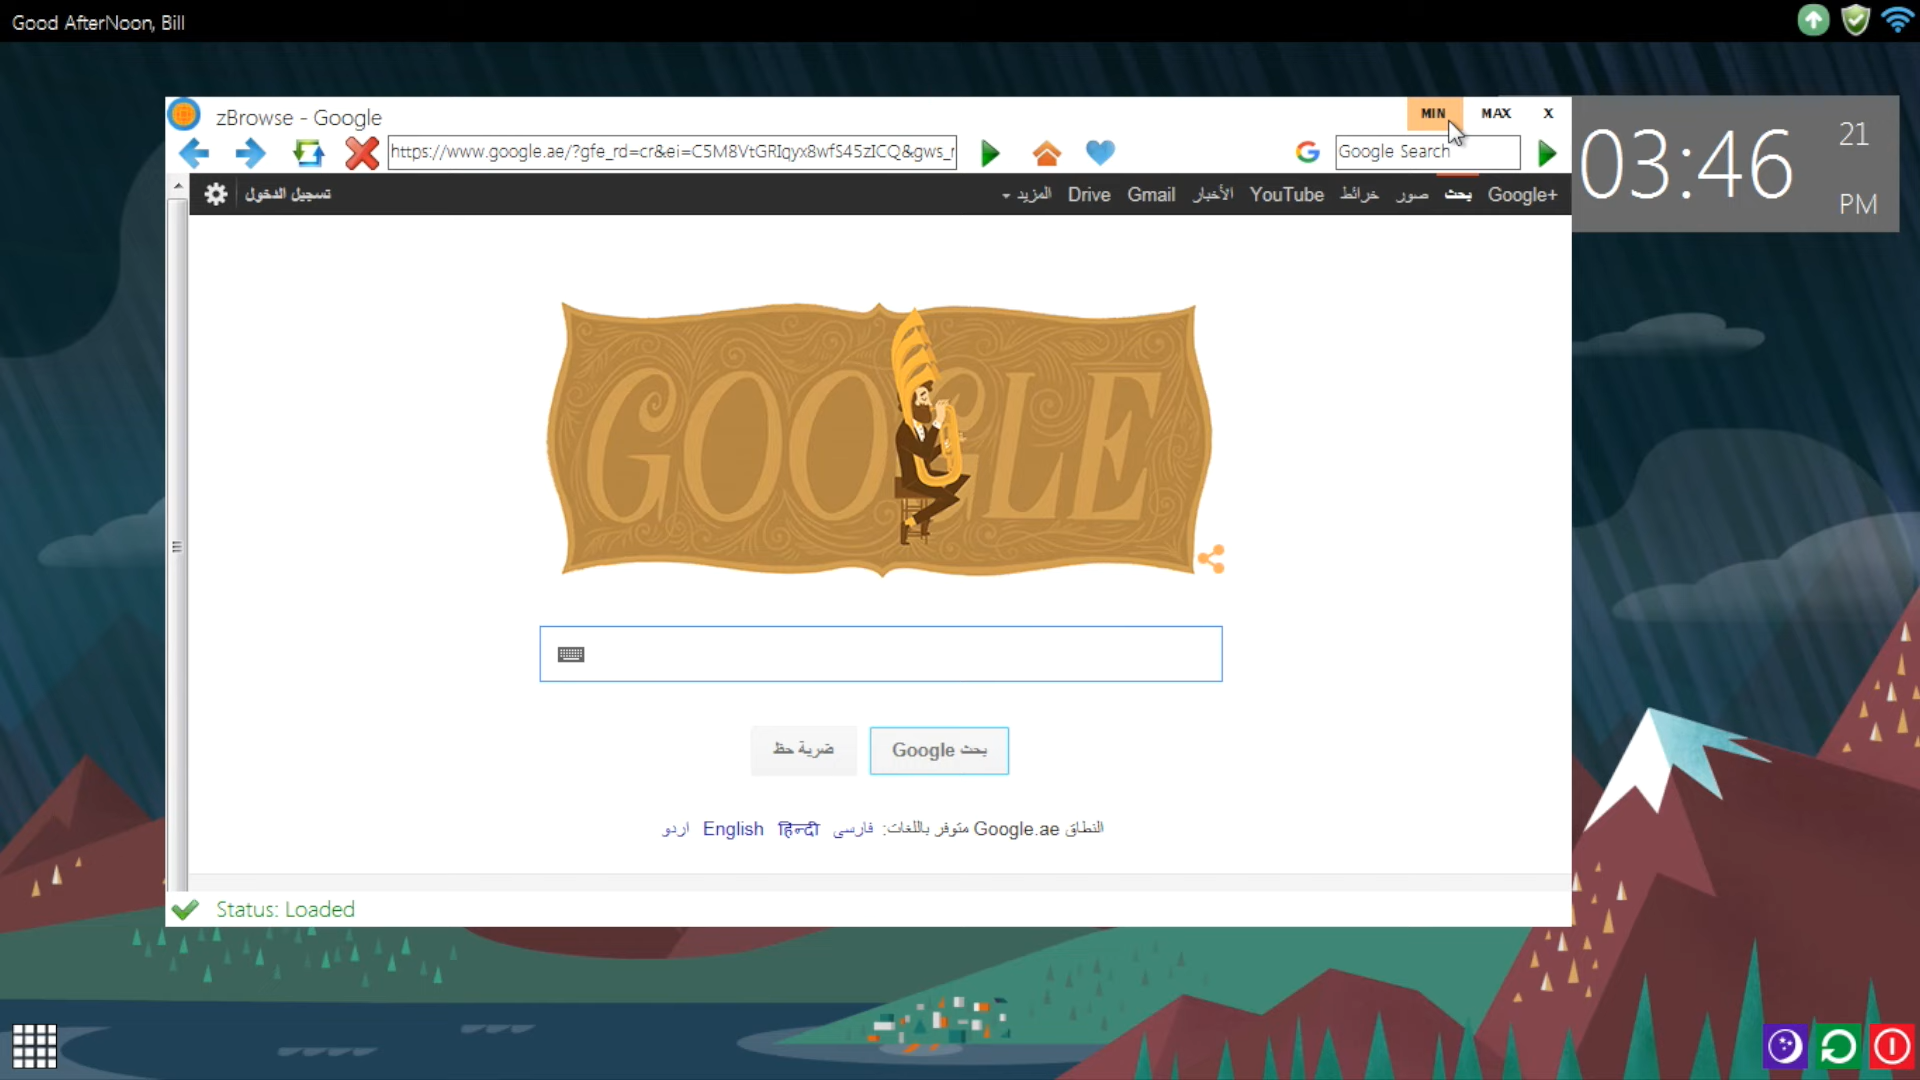 Good AfterNoon, Bill
zBrowse - Google
MIN MAX X
https://www.google.ae/?gfe_rd=cr&ei=C5M8VtGRIqyx8wfS45zICQ&gws_r
Google Search
03:46 21 PM
Google+ بحث صور خرائط YouTube الأخبار Gmail Drive المزيد
تسجيل الدخول
GOOGLE
بحث Google
ضربة حظ
النطاق Google.ae متوفر باللغات: فارسی हिन्दी English اردو
Status: Loaded